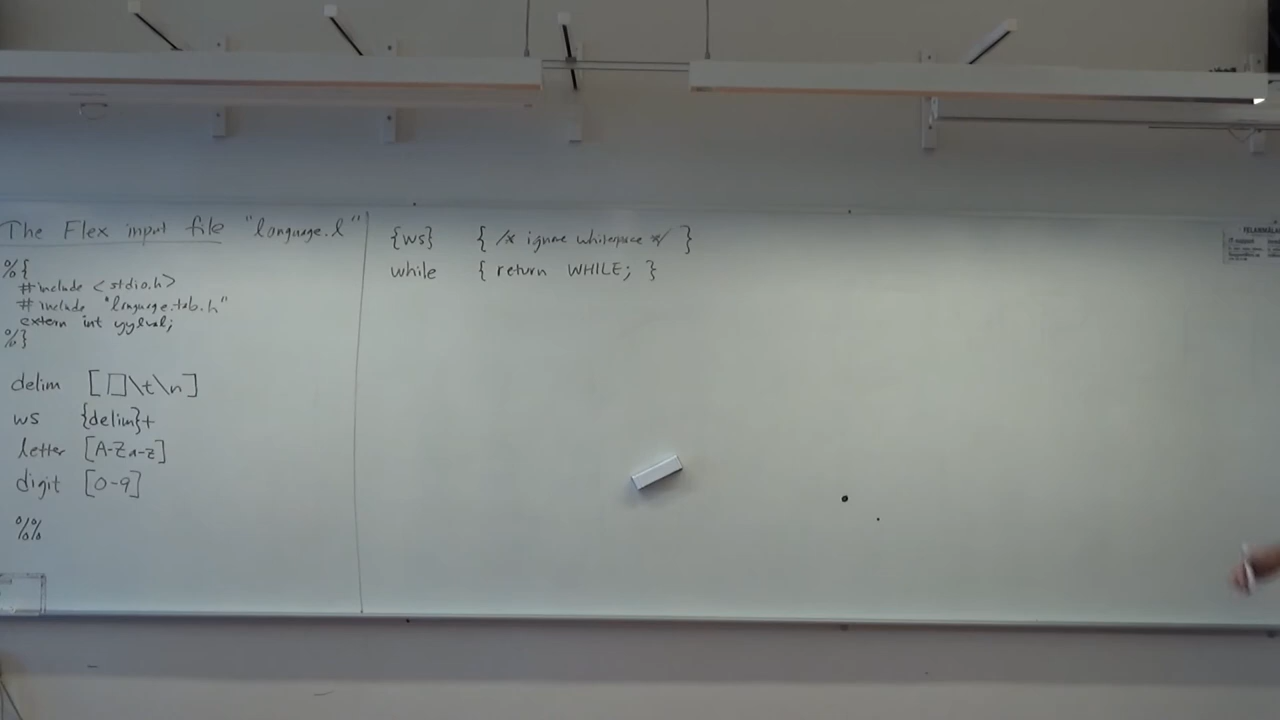 The Flex input file "language.l"
%{
#include <stdio.h>
#include "language.tab.h"
extern int yylval;
%}
delim [□\t\n]
ws {delim}+
letter [A-Za-z]
digit [0-9]
%%
{ws} { /* ignore whitespace */ }
while { return WHILE; }